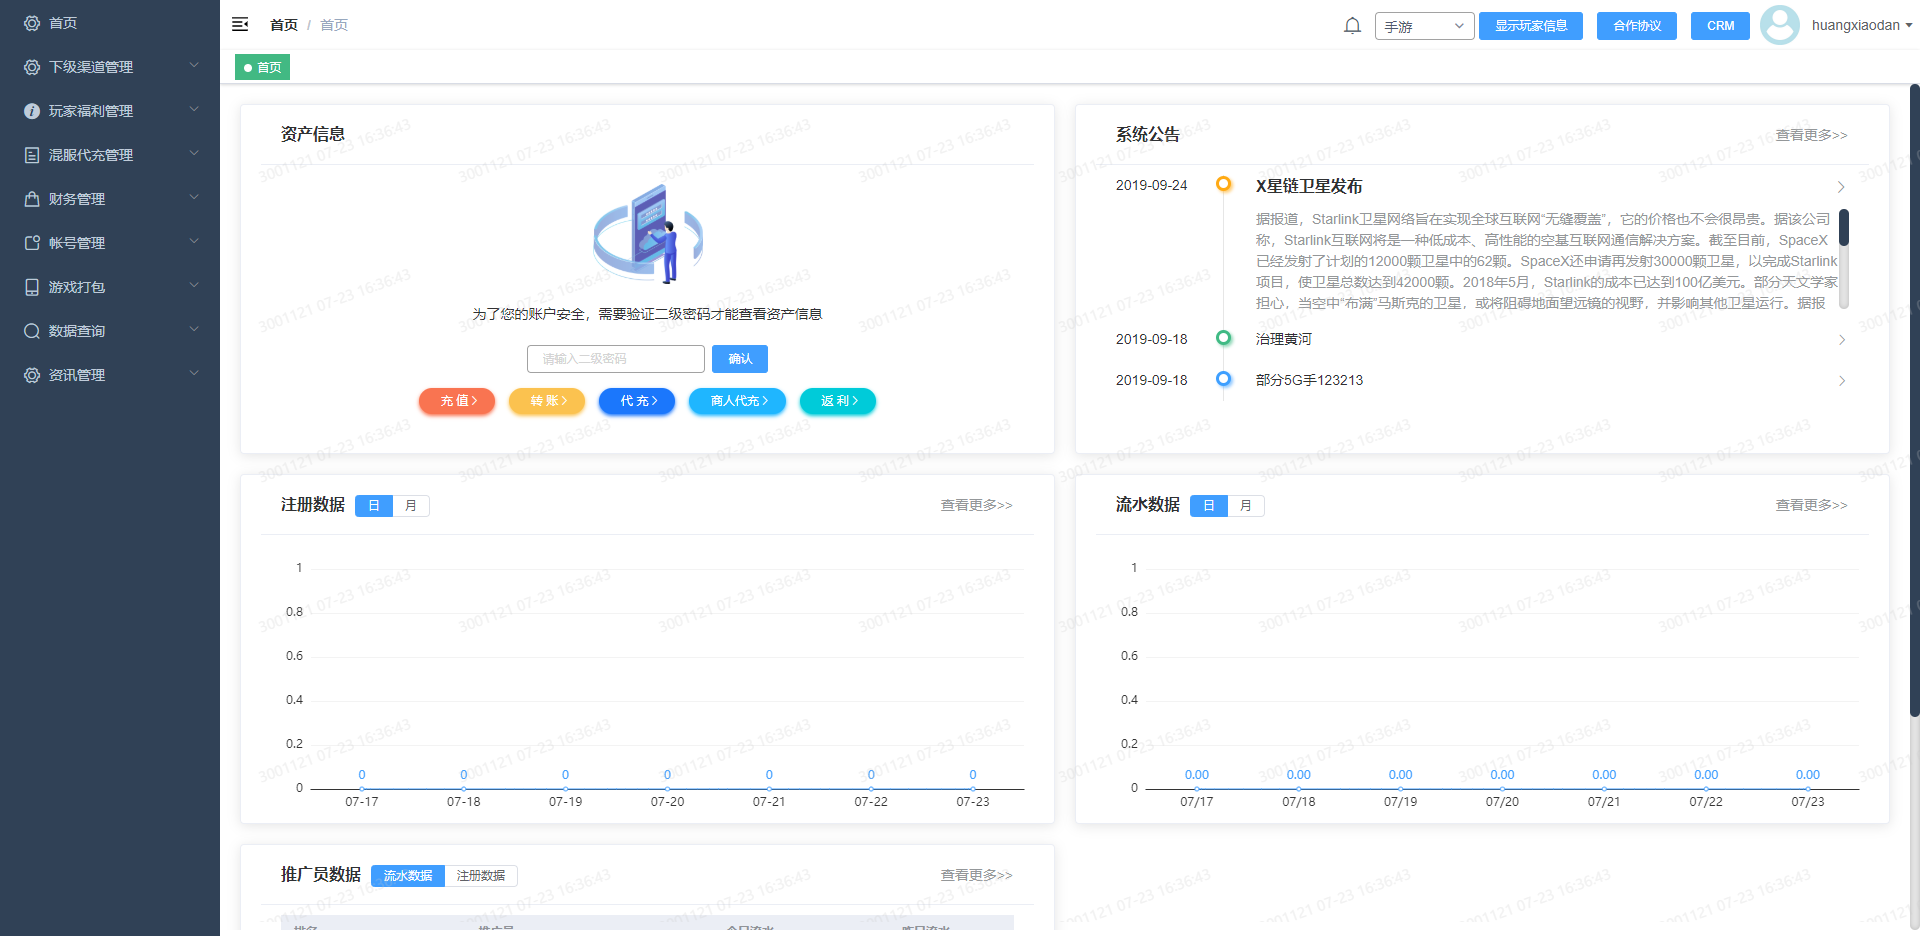 首页
下级渠道管理
玩家福利管理
混服代充管理
财务管理
帐号管理
游戏打包
数据查询
资讯管理
首页 / 首页
手游
显示玩家信息
合作协议
CRM
huangxiaodan
首页
资产信息
为了您的账户安全，需要验证二级密码才能查看资产信息
请输入二级密码
确认
充 值>
转 账>
代 充>
商人代充>
返 利>
系统公告
查看更多>>
2019-09-24
X星链卫星发布
据报道，Starlink卫星网络旨在实现全球互联网“无缝覆盖”，它的价格也不会很昂贵。据该公司
称，Starlink互联网将是一种低成本、高性能的空基互联网通信解决方案。截至目前，SpaceX
已经发射了计划的12000颗卫星中的62颗。SpaceX还申请再发射30000颗卫星，以完成Starlink
项目，使卫星总数达到42000颗。2018年5月，Starlink的成本已达到100亿美元。部分天文学家
担心，当空中“布满”马斯克的卫星，或将阻碍地面望远镜的视野，并影响其他卫星运行。据报
2019-09-18
治理黄河
2019-09-18
部分5G手123213
注册数据
日
月
查看更多>>
1
0.8
0.6
0.4
0.2
0
0 0 0 0 0 0 0
07-17 07-18 07-19 07-20 07-21 07-22 07-23
流水数据
日
月
查看更多>>
1
0.8
0.6
0.4
0.2
0
0.00 0.00 0.00 0.00 0.00 0.00 0.00
07/17 07/18 07/19 07/20 07/21 07/22 07/23
推广员数据
流水数据
注册数据
查看更多>>
3001121 07-23 16:36:43